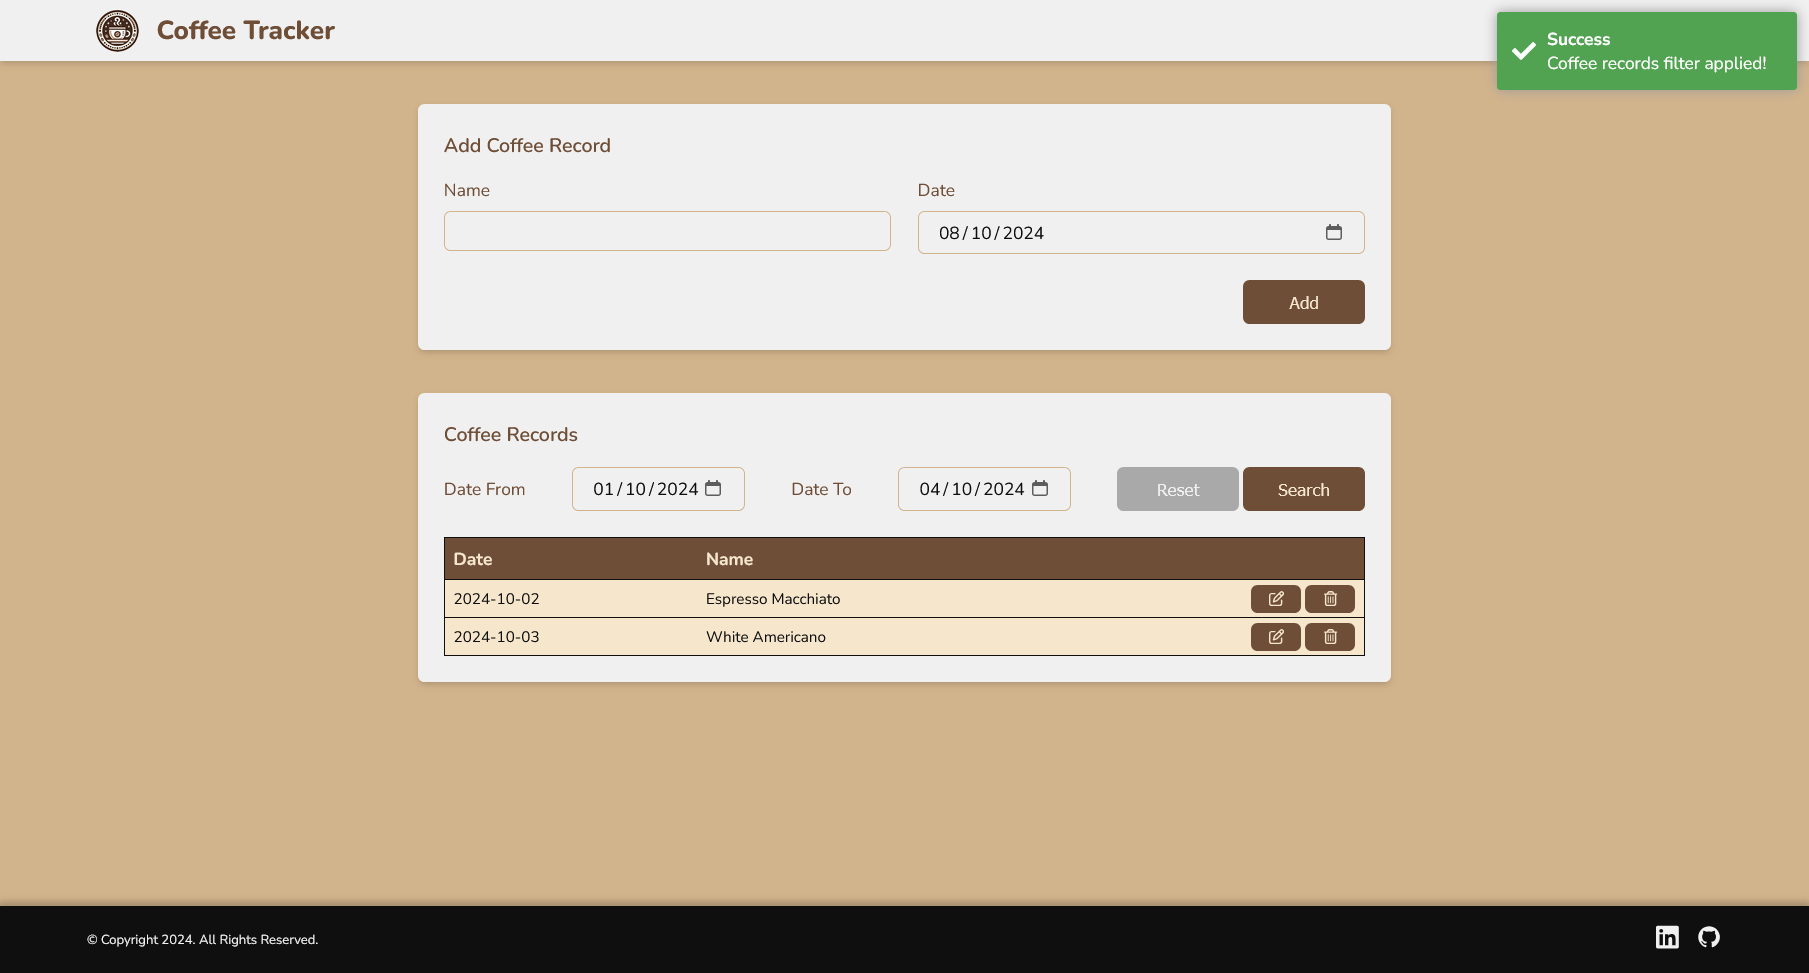 Coffee Tracker
Success
Coffee records filter applied!
Add Coffee Record
Name Date
08/10/2024
Add
Coffee Records
Date From 01/10/2024 Date To 04/10/2024 Reset Search
Date Name
2024-10-02 Espresso Macchiato
2024-10-03 White Americano
© Copyright 2024. All Rights Reserved.
in